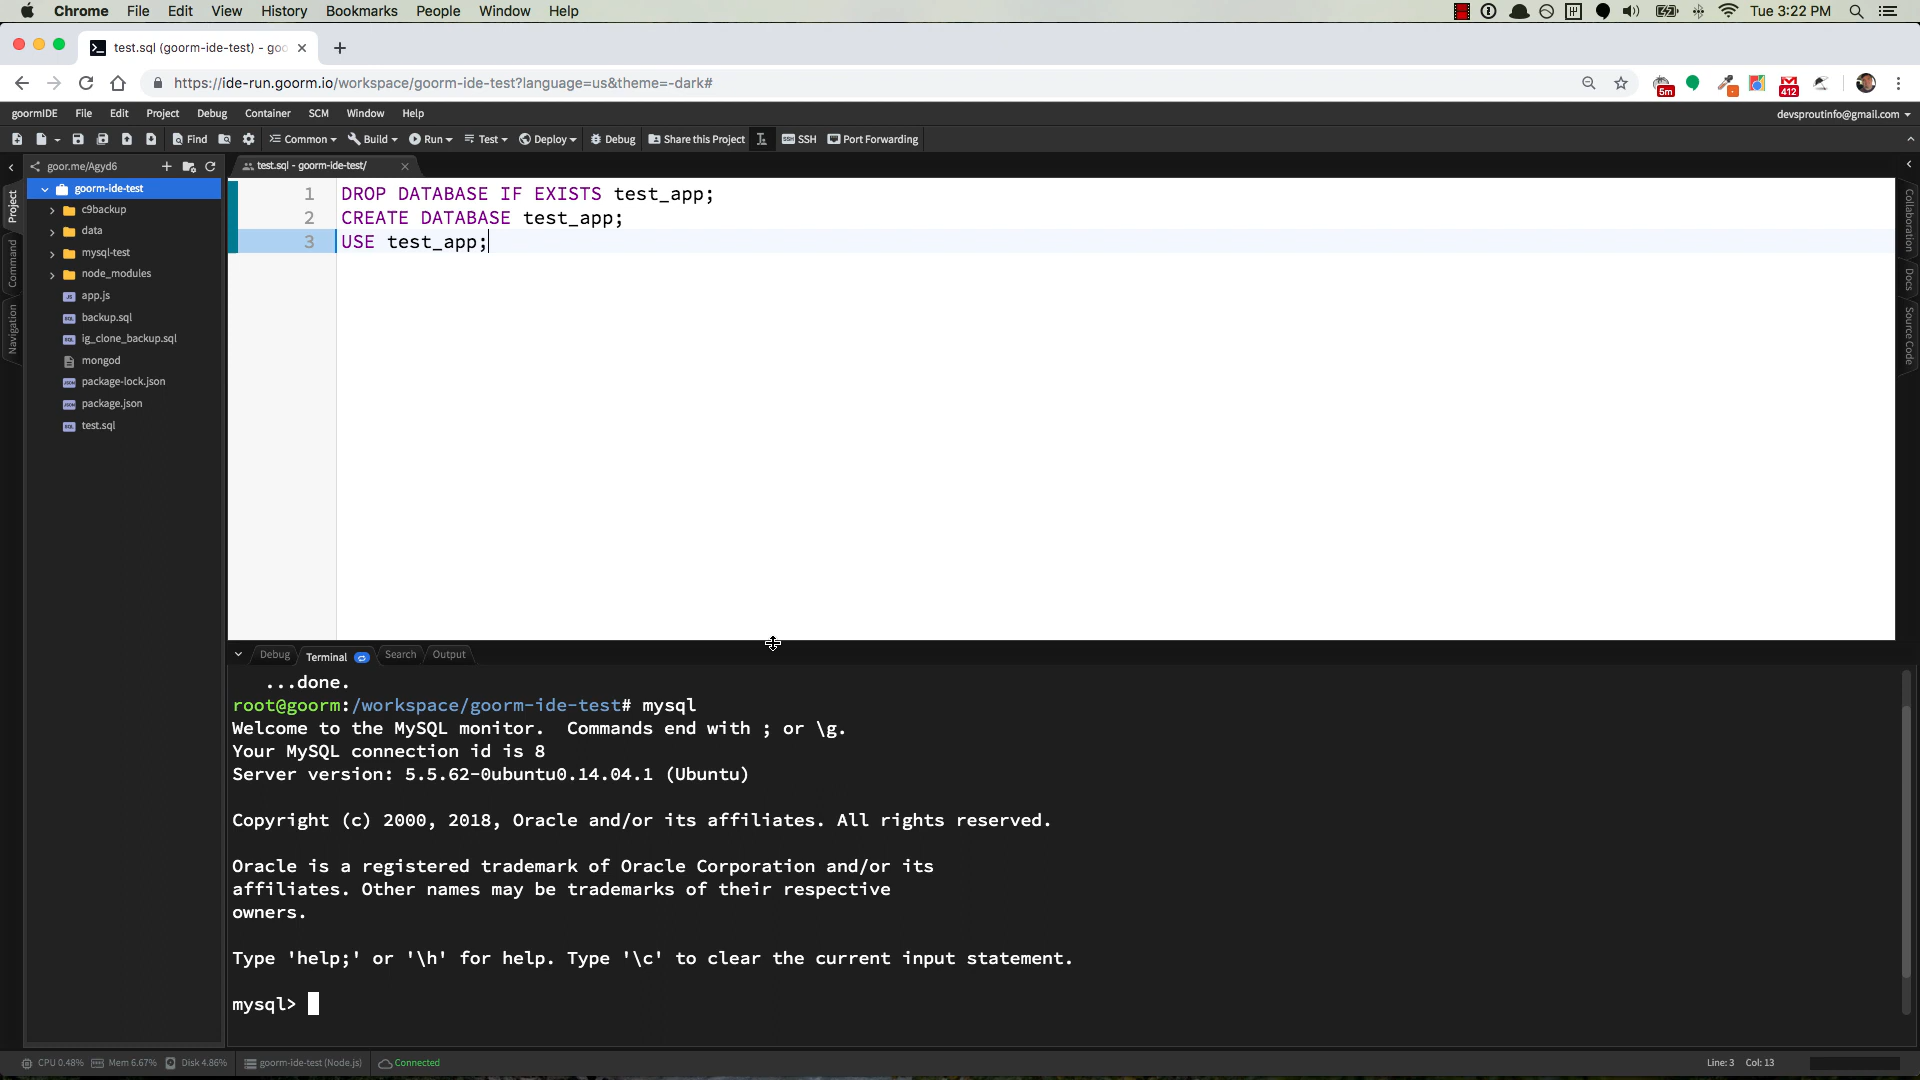 Chrome File Edit View History Bookmarks People Window Help Tue 3:22 PM
test.sql (goorm-ide-test) - goo
https://ide-run.goorm.io/workspace/goorm-ide-test?language=us&theme=-dark#
5m 412
goormIDE File Edit Project Debug Container SCM Window Help devsproutinfo@gmail.com
Find Common Build Run Test Deploy Debug Share this Project SSH SSH Port Forwarding
goor.me/Agyd6
test.sql - goorm-ide-test/
Project
Command
Navigation
goorm-ide-test
c9backup
data
mysql-test
node_modules
app.js
backup.sql
ig_clone_backup.sql
mongod
package-lock.json
package.json
test.sql
1 DROP DATABASE IF EXISTS test_app;
2 CREATE DATABASE test_app;
3 USE test_app;
Collaboration
Docs
Source Code
Debug Terminal Search Output
...done.
root@goorm:/workspace/goorm-ide-test# mysql
Welcome to the MySQL monitor.  Commands end with ; or \g.
Your MySQL connection id is 8
Server version: 5.5.62-0ubuntu0.14.04.1 (Ubuntu)
Copyright (c) 2000, 2018, Oracle and/or its affiliates. All rights reserved.
Oracle is a registered trademark of Oracle Corporation and/or its
affiliates. Other names may be trademarks of their respective
owners.
Type 'help;' or '\h' for help. Type '\c' to clear the current input statement.
mysql>
CPU 0.48% Mem 6.67% Disk 4.86% goorm-ide-test (Node.js) Connected Line: 3 Col: 13